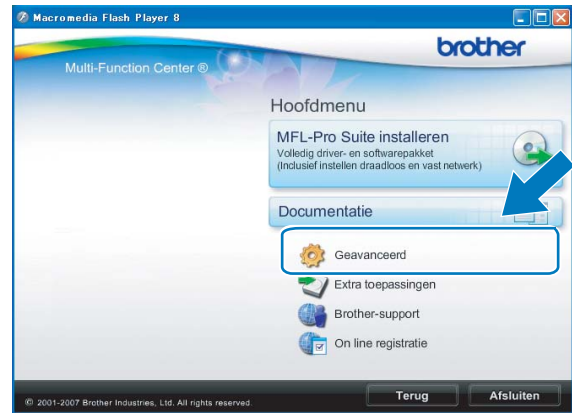 Macromedia Flash Player 8
brother
Multi-Function Center ®
Hoofdmenu
MFL-Pro Suite installeren
Volledig driver- en softwarepakket
(Inclusief instellen draadloos en vast netwerk)
Documentatie
Geavanceerd
Extra toepassingen
Brother-support
On line registratie
© 2001-2007 Brother Industries, Ltd. All rights reserved.
Terug
Afsluiten